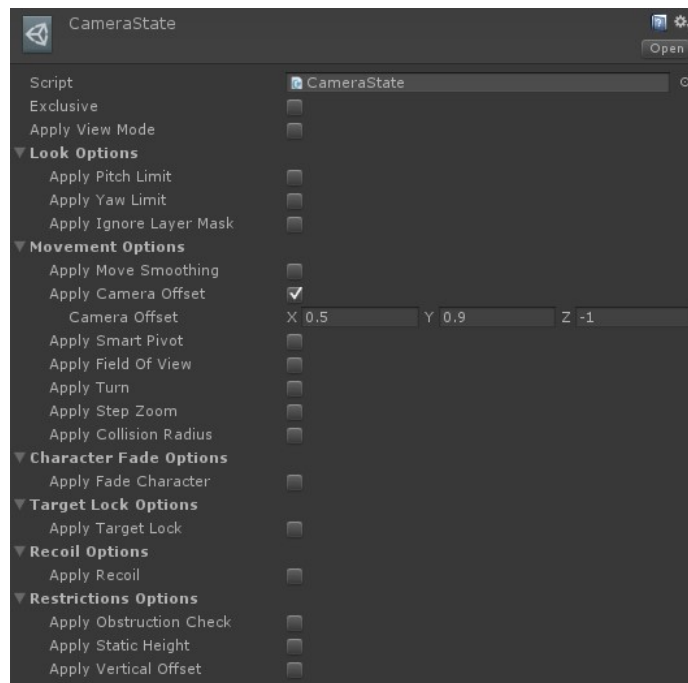 CameraState
Open
Script CameraState
Exclusive
Apply View Mode
Look Options
Apply Pitch Limit
Apply Yaw Limit
Apply Ignore Layer Mask
Movement Options
Apply Move Smoothing
Apply Camera Offset
Camera Offset X 0.5 Y 0.9 Z -1
Apply Smart Pivot
Apply Field Of View
Apply Turn
Apply Step Zoom
Apply Collision Radius
Character Fade Options
Apply Fade Character
Target Lock Options
Apply Target Lock
Recoil Options
Apply Recoil
Restrictions Options
Apply Obstruction Check
Apply Static Height
Apply Vertical Offset